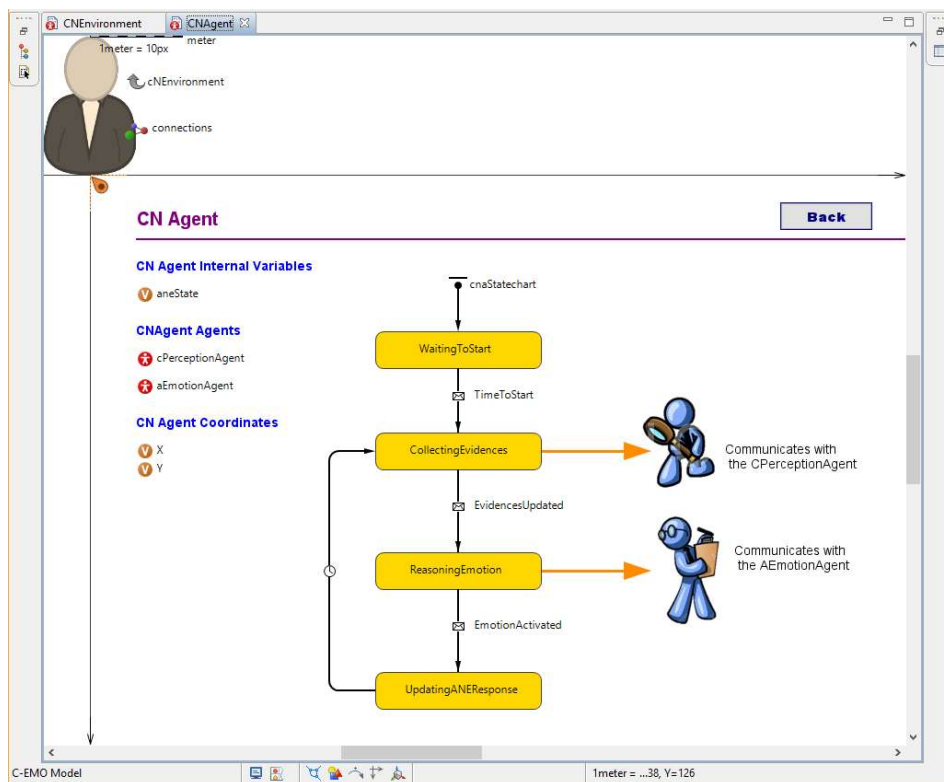 CNEnvironment
CNAgent
meter
1meter = 10px
cNEnvironment
connections
CN Agent
Back
CN Agent Internal Variables
V aneState
CNAgent Agents
cPerceptionAgent
aEmotionAgent
CN Agent Coordinates
V X
V Y
cnaStatechart
WaitingToStart
TimeToStart
CollectingEvidences
Communicates with
the CPerceptionAgent
EvidencesUpdated
ReasoningEmotion
Communicates with
the AEmotionAgent
EmotionActivated
UpdatingANEResponse
C-EMO Model
1meter = ...38, Y=126